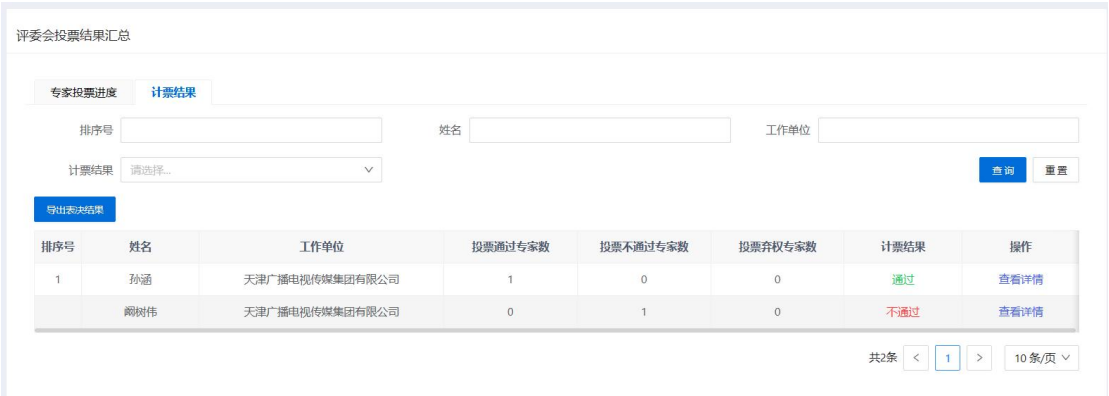 评委会投票结果汇总
专家投票进度 计票结果
排序号 姓名 工作单位
计票结果 请选择... 查询 重置
导出表决结果
排序号 姓名 工作单位 投票通过专家数 投票不通过专家数 投票弃权专家数 计票结果 操作
1 孙涵 天津广播电视传媒集团有限公司 1 0 0 通过 查看详情
阚树伟 天津广播电视传媒集团有限公司 0 1 0 不通过 查看详情
共2条 < 1 > 10 条/页